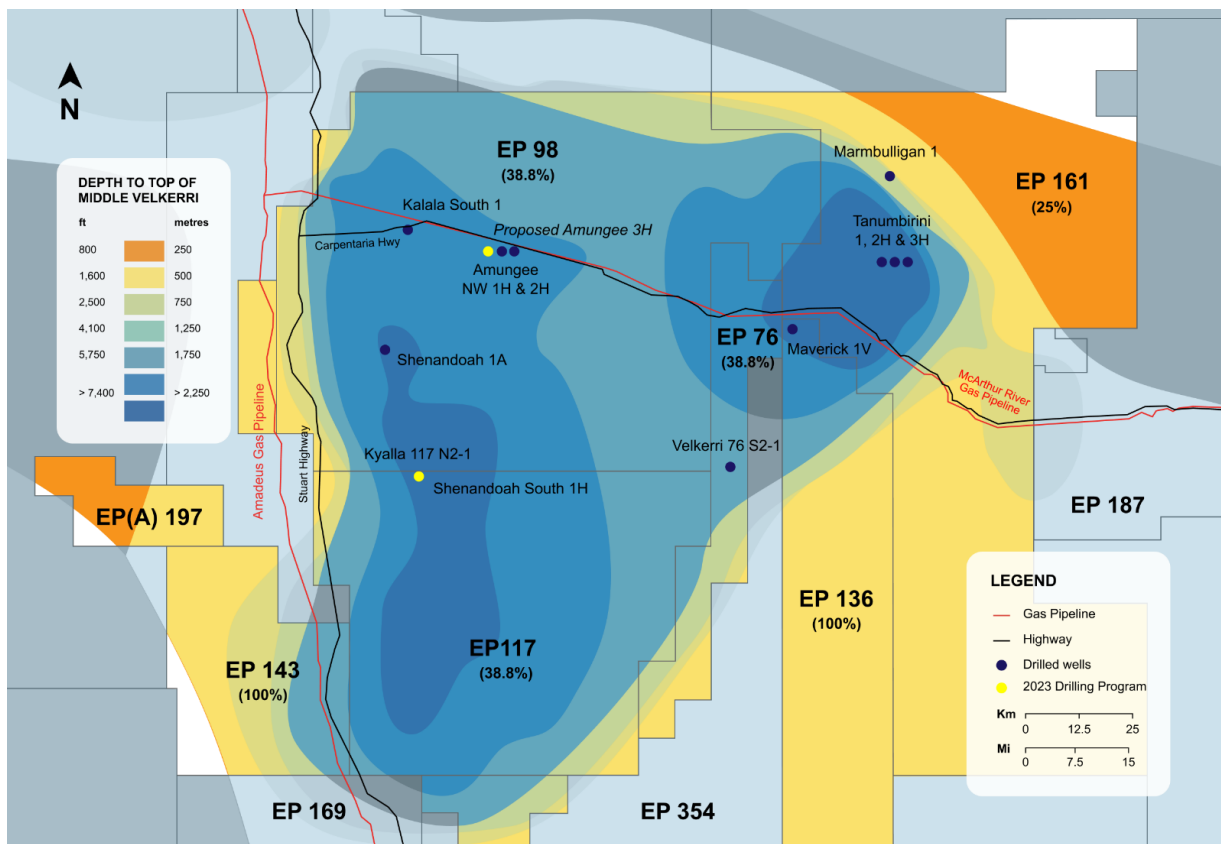 N
DEPTH TO TOP OF
MIDDLE VELKERRI
ft metres
800 250
1,600 500
2,500 750
4,100 1,250
5,750 1,750
> 7,400 > 2,250
EP 98
(38.8%)
Marmbulligan 1
EP 161
(25%)
Kalala South 1
Proposed Amungee 3H
Tanumbirini
1, 2H & 3H
Carpentaria Hwy
Amungee
NW 1H & 2H
EP 76
(38.8%)
Maverick 1V
Shenandoah 1A
McArthur River
Gas Pipeline
Amadeus Gas Pipeline
Stuart Highway
Kyalla 117 N2-1
Velkerri 76 S2-1
Shenandoah South 1H
EP(A) 197
EP 187
EP 136
(100%)
EP117
(38.8%)
EP 143
(100%)
EP 169
EP 354
LEGEND
Gas Pipeline
Highway
Drilled wells
2023 Drilling Program
Km
0 12.5 25
Mi
0 7.5 15